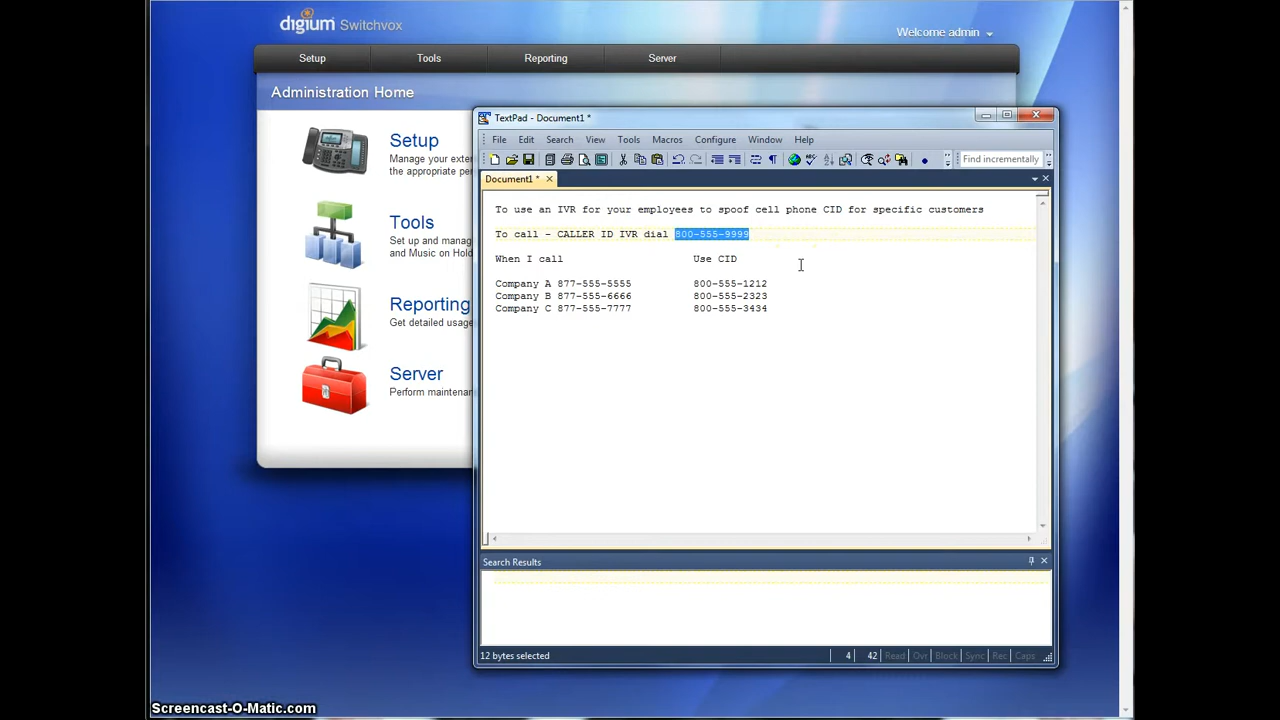 digium Switchvox
Welcome admin
Setup Tools Reporting Server
Administration Home
Setup
Manage your exter
the appropriate per
Tools
Set up and manag
and Music on Hold
Reporting
Get detailed usage
Server
Perform maintenan
TextPad - Document1 *
File Edit Search View Tools Macros Configure Window Help
Find incrementally
Document1 *
To use an IVR for your employees to spoof cell phone CID for specific customers
To call - CALLER ID IVR dial 800-555-9999
When I call Use CID
Company A 877-555-5555 800-555-1212
Company B 877-555-6666 800-555-2323
Company C 877-555-7777 800-555-3434
Search Results
12 bytes selected 4 42 Read Ovr Block Sync Rec Caps
Screencast-O-Matic.com